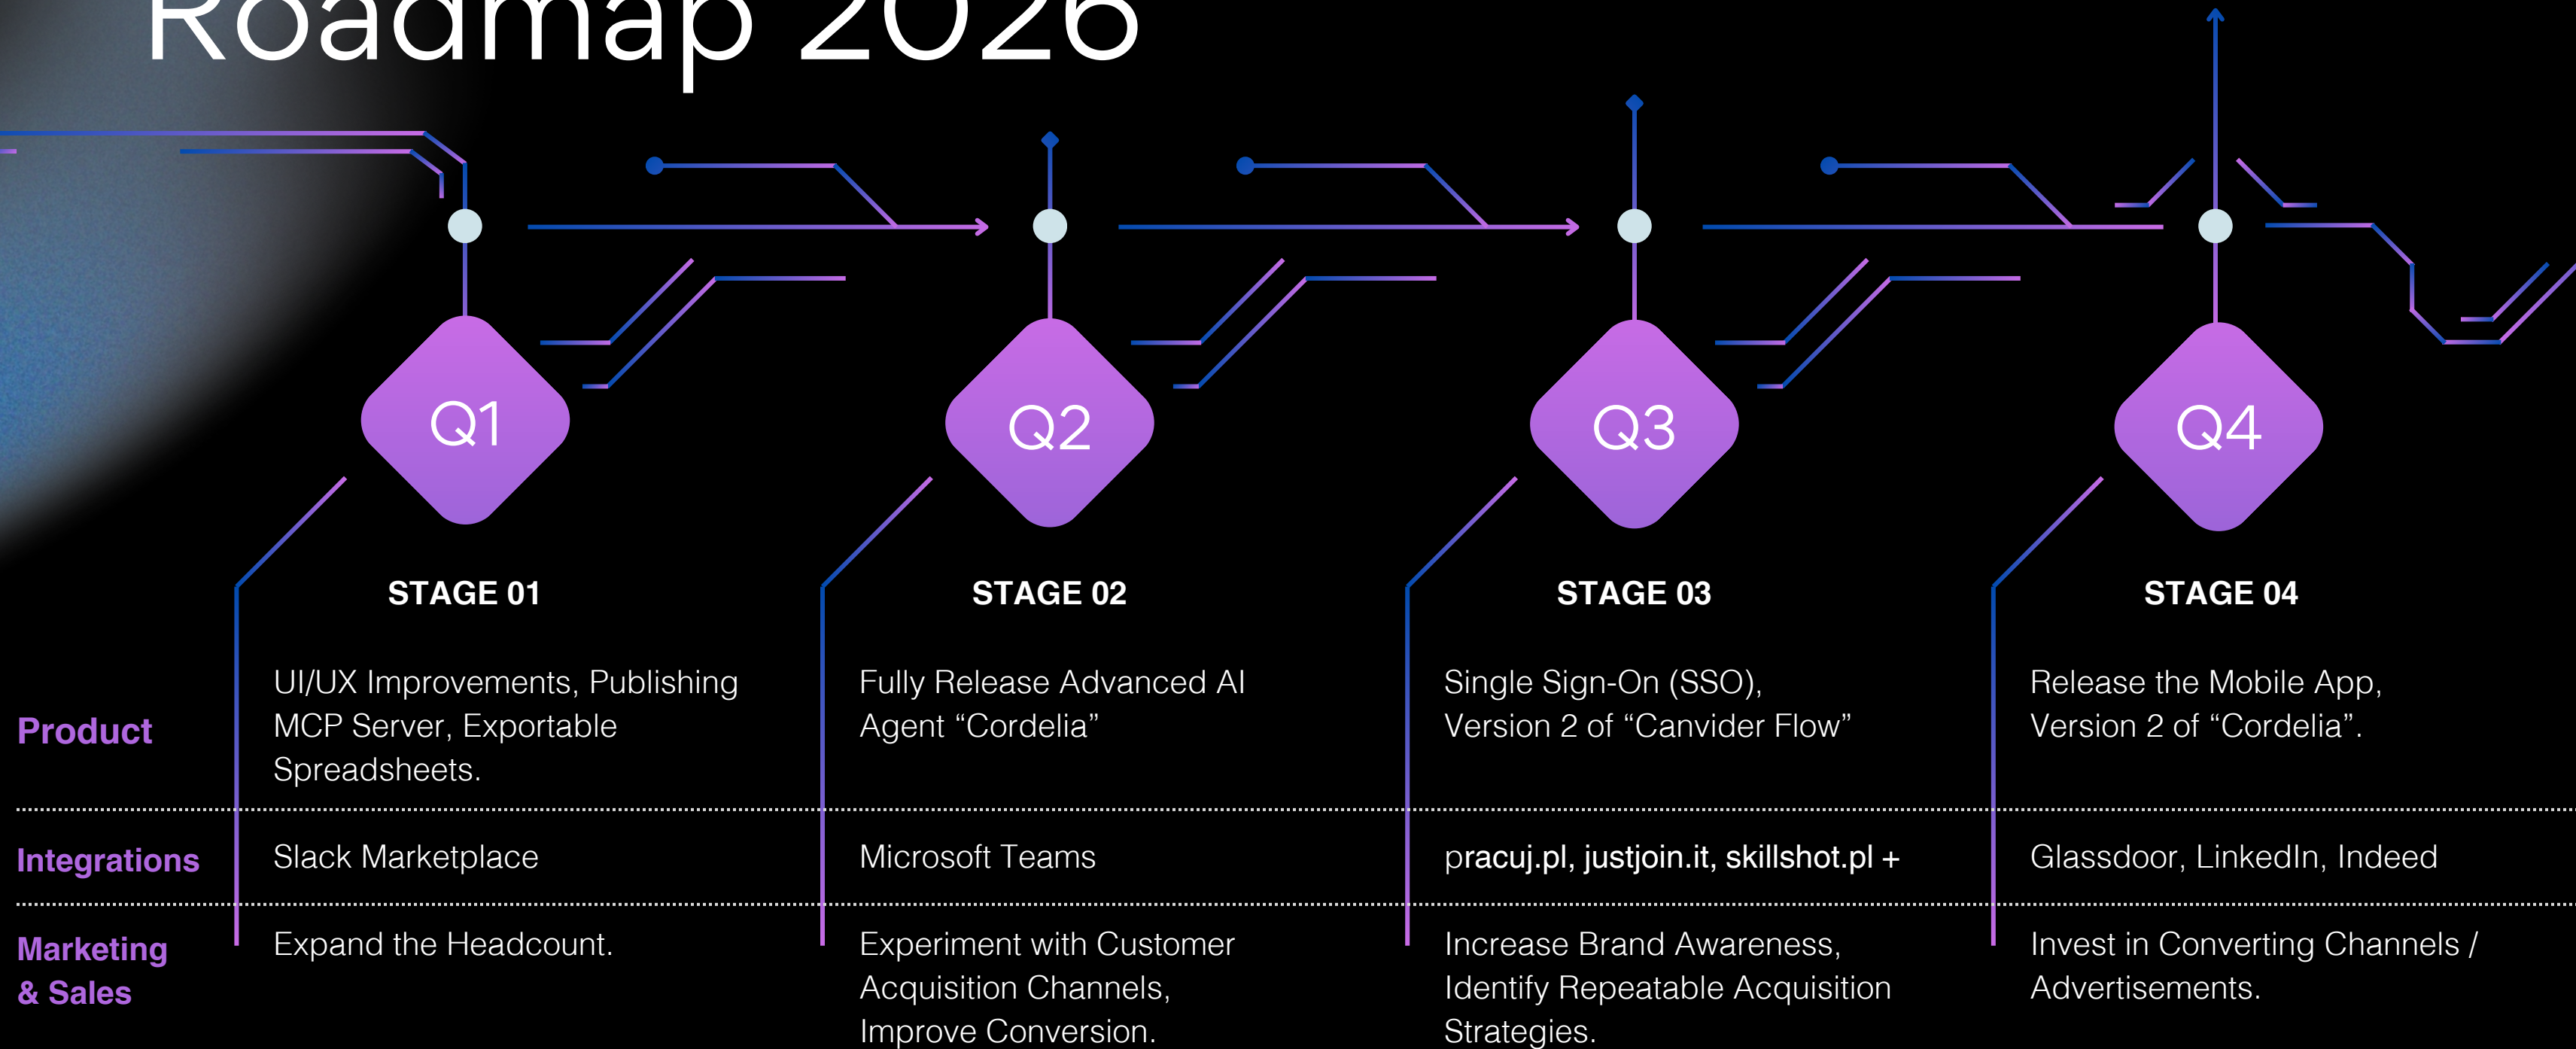 Roadmap 2026
Q1
Q2
Q3
Q4
STAGE 01
STAGE 02
STAGE 03
STAGE 04
Product
UI/UX Improvements, Publishing
MCP Server, Exportable
Spreadsheets.
Fully Release Advanced AI
Agent “Cordelia”
Single Sign-On (SSO),
Version 2 of “Canvider Flow”
Release the Mobile App,
Version 2 of “Cordelia”.
Integrations
Slack Marketplace
Microsoft Teams
pracuj.pl, justjoin.it, skillshot.pl +
Glassdoor, LinkedIn, Indeed
Marketing
& Sales
Expand the Headcount.
Experiment with Customer
Acquisition Channels,
Improve Conversion.
Increase Brand Awareness,
Identify Repeatable Acquisition
Strategies.
Invest in Converting Channels /
Advertisements.